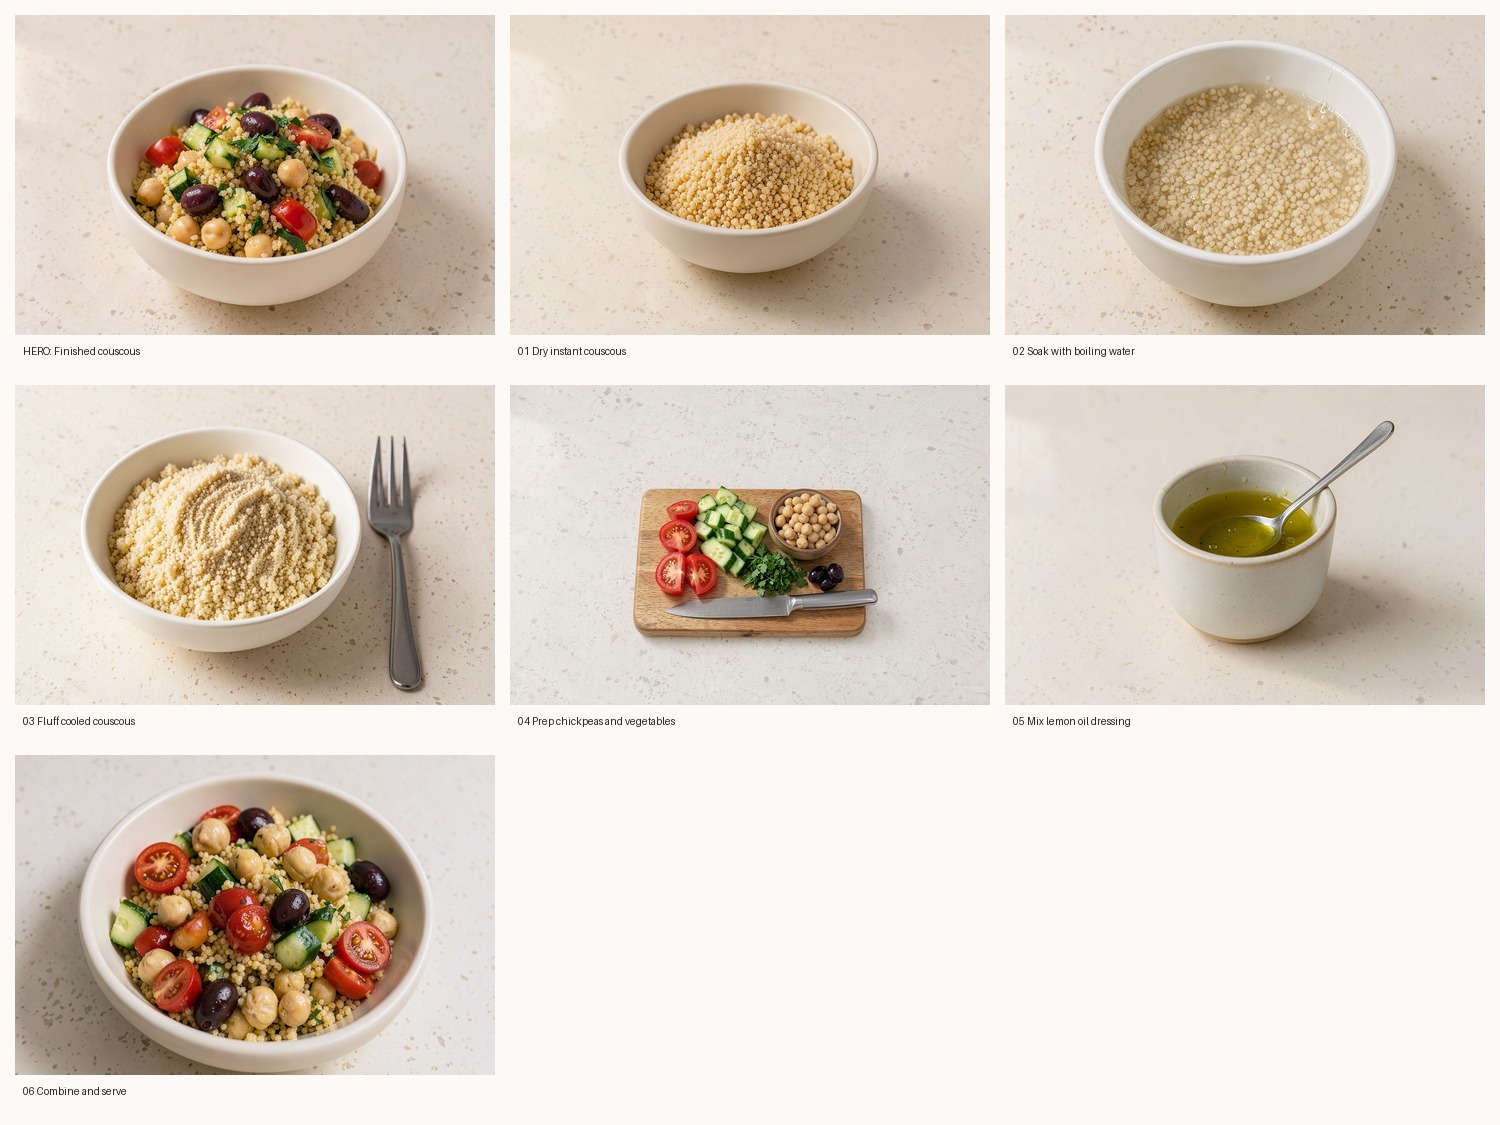 HERO: Finished couscous
01 Dry instant couscous
02 Soak with boiling water
03 Fluff cooled couscous
04 Prep chickpeas and vegetables
05 Mix lemon oil dressing
06 Combine and serve